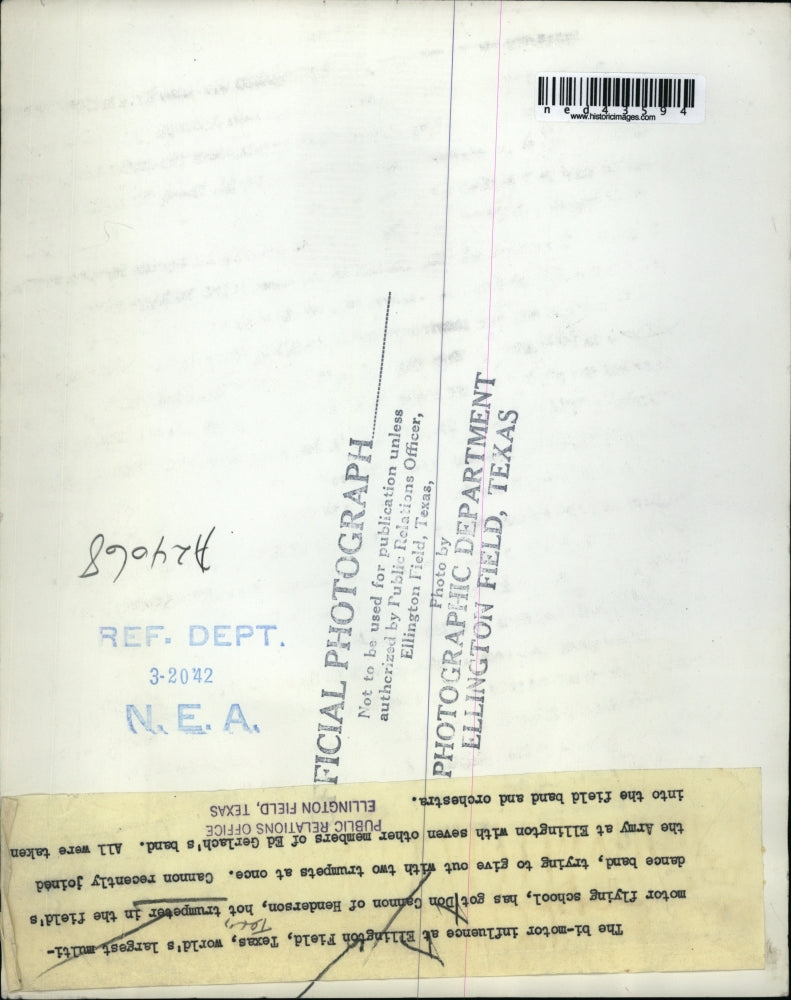 ned43594
www.historicimages.com
FICIAL PHOTOGRAPH
Not to be used for publication unless
authorized by Public Relations Officer,
Ellington Field, Texas,
Photo by
PHOTOGRAPHIC DEPARTMENT
ELLINGTON FIELD, TEXAS
A24068
REF. DEPT.
3-20'42
N.E.A.
The bi-motor influence at Ellington Field, Texas, world's largest multi-
motor flying school, has got Don Cannon of Henderson, hot trumpeter in the field's
Tex.,
dance band, trying to give out with two trumpets at once. Cannon recently joined
the Army at Ellington with seven other members of Ed Gerlach's band. All were taken
into the field band and orchestra.
PUBLIC RELATIONS OFFICE
ELLINGTON FIELD, TEXAS